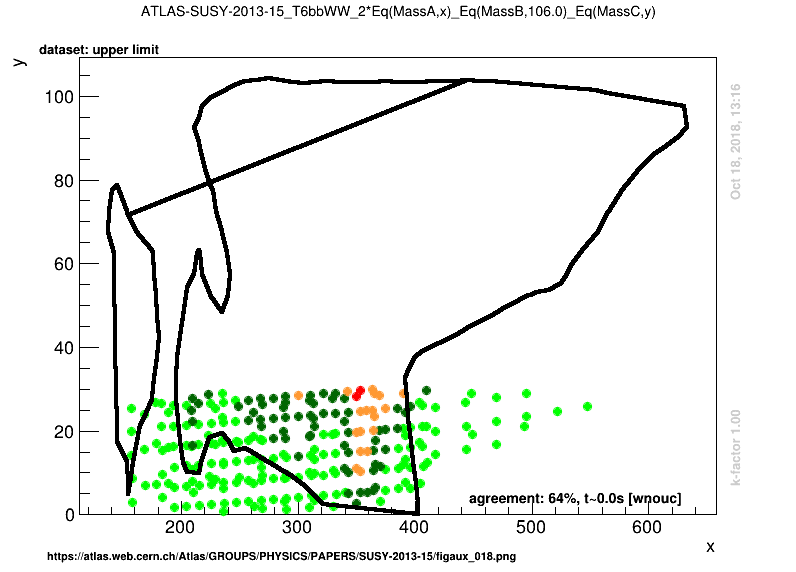 ATLAS-SUSY-2013-15_T6bbWW_2*Eq(MassA,x)_Eq(MassB,106.0)_Eq(MassC,y)
dataset: upper limit
y
100
80
60
40
20
0
200
300
400
500
600
x
agreement: 64%, t~0.0s [wnouc]
Oct 18, 2018, 13:16
k-factor 1.00
https://atlas.web.cern.ch/Atlas/GROUPS/PHYSICS/PAPERS/SUSY-2013-15/figaux_018.png